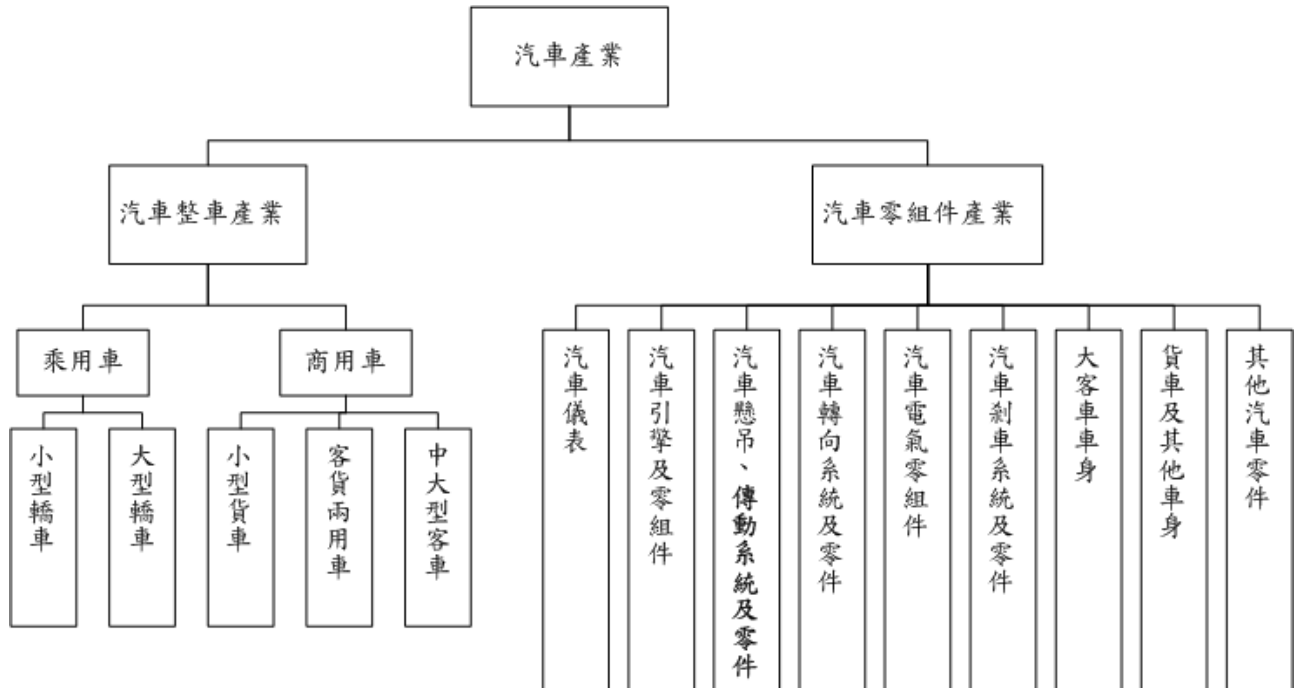 汽車產業
汽車整車產業
汽車零組件產業
乘用車
商用車
小型轎車
大型轎車
小型貨車
客貨兩用車
中大型客車
汽車儀表
汽車引擎及零組件
汽車懸吊、傳動系統及零件
汽車轉向系統及零件
汽車電氣零組件
汽車剎車系統及零件
大客車車身
貨車及其他車身
其他汽車零件